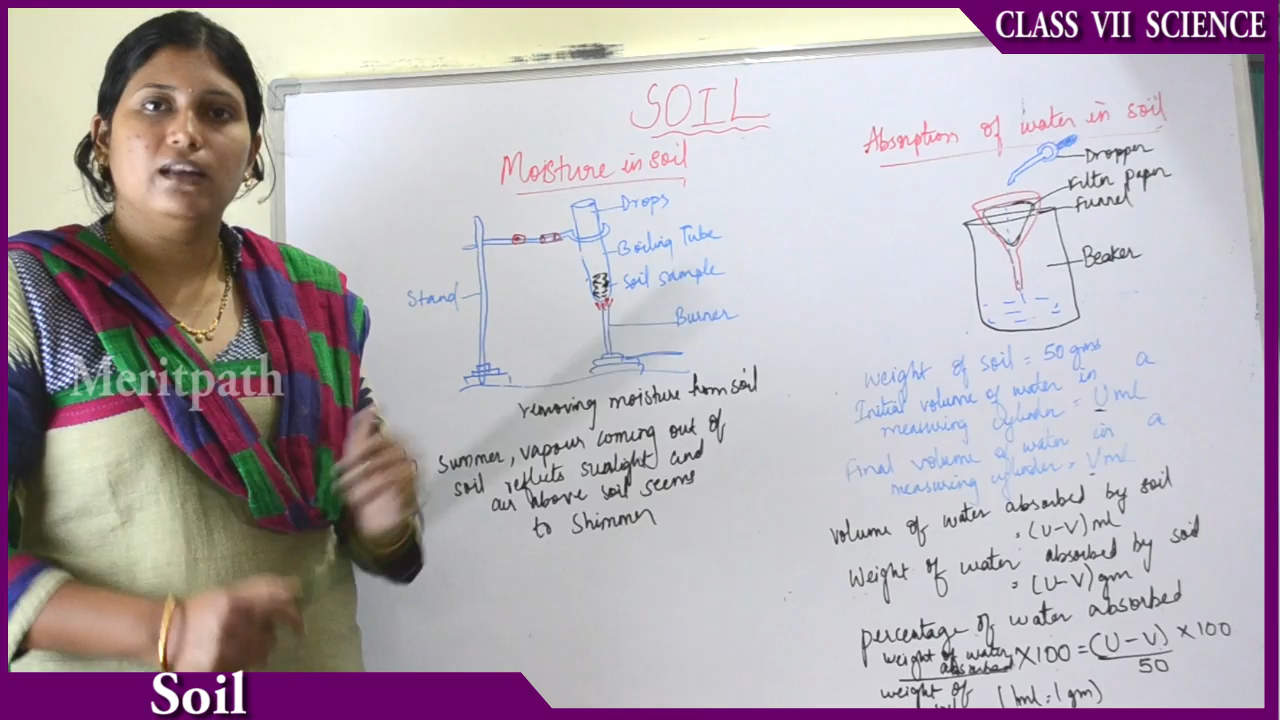 CLASS VII SCIENCE
SOIL
Moisture in soil
Drops
Boiling Tube
Soil sample
Stand
Burner
removing moisture from soil
Summer, vapour coming out of
soil reflects sunlight and
air above soil seems
to shimmer
Absorption of water in soil
Dropper
Filter paper
Funnel
Beaker
Weight of soil = 50 gms
Initial volume of water in a
measuring cylinder = U ml
Final volume of water in a
measuring cylinder = V ml
volume of water absorbed by soil
= (U-V) ml
Weight of water absorbed by soil
= (U-V) gm
percentage of water absorbed
weight of water absorbed × 100 = (U-V) × 100
50
weight of
(1ml = 1gm)
Meritpath
Soil